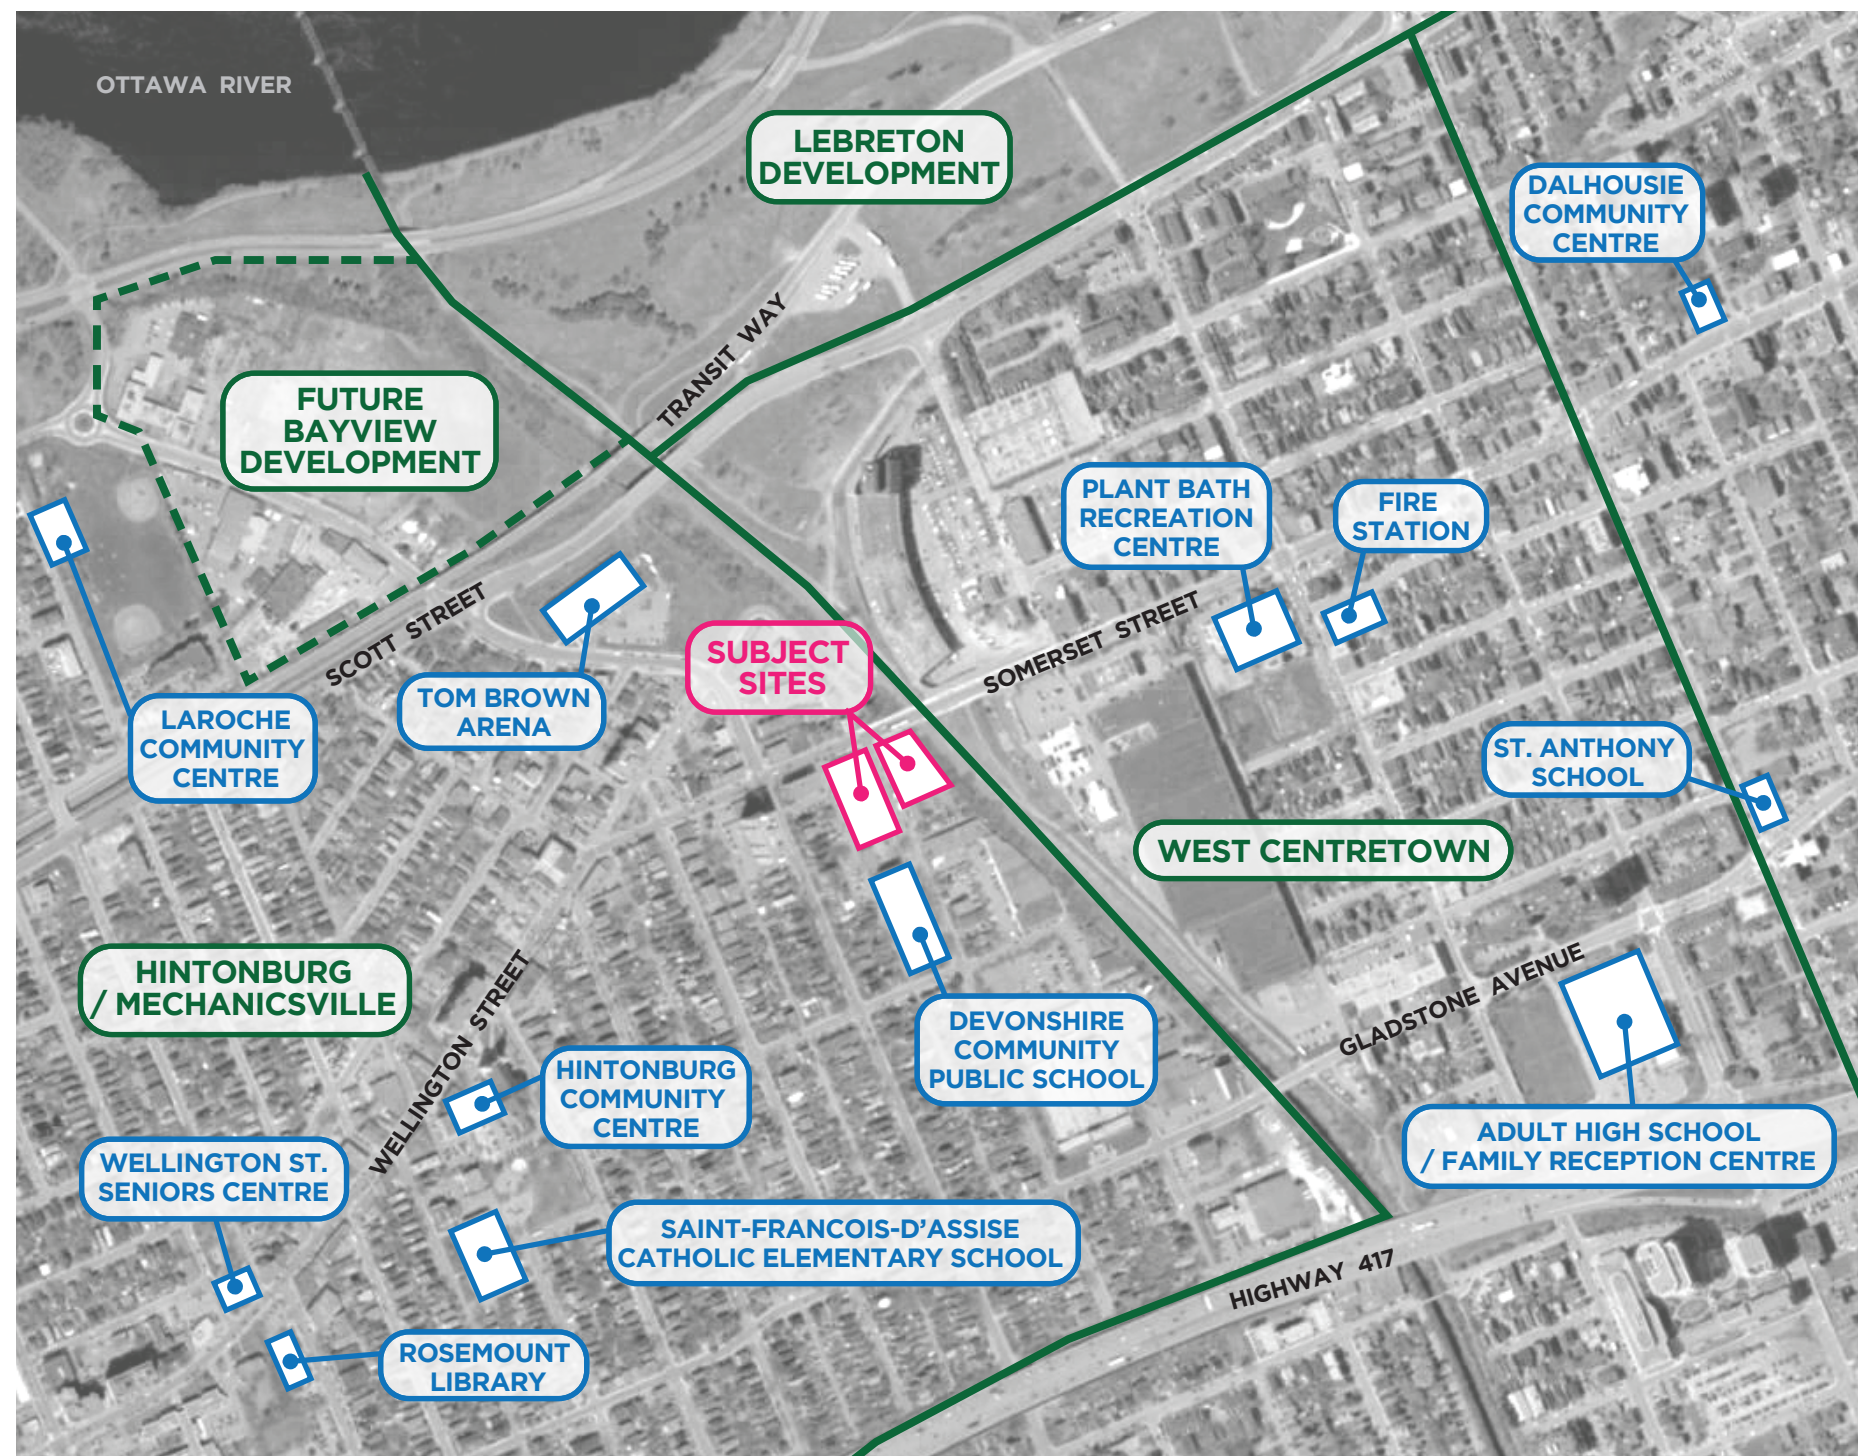 OTTAWA RIVER
LEBRETON
DEVELOPMENT
DALHOUSIE
COMMUNITY
CENTRE
TRANSIT WAY
FUTURE
BAYVIEW
DEVELOPMENT
PLANT BATH
RECREATION
CENTRE
FIRE
STATION
SCOTT STREET
SOMERSET STREET
SUBJECT
SITES
TOM BROWN
ARENA
LAROCHE
COMMUNITY
CENTRE
ST. ANTHONY
SCHOOL
WEST CENTRETOWN
HINTONBURG
/ MECHANICSVILLE
WELLINGTON STREET
GLADSTONE AVENUE
DEVONSHIRE
COMMUNITY
PUBLIC SCHOOL
HINTONBURG
COMMUNITY
CENTRE
ADULT HIGH SCHOOL
/ FAMILY RECEPTION CENTRE
WELLINGTON ST.
SENIORS CENTRE
SAINT-FRANCOIS-D'ASSISE
CATHOLIC ELEMENTARY SCHOOL
HIGHWAY 417
ROSEMOUNT
LIBRARY